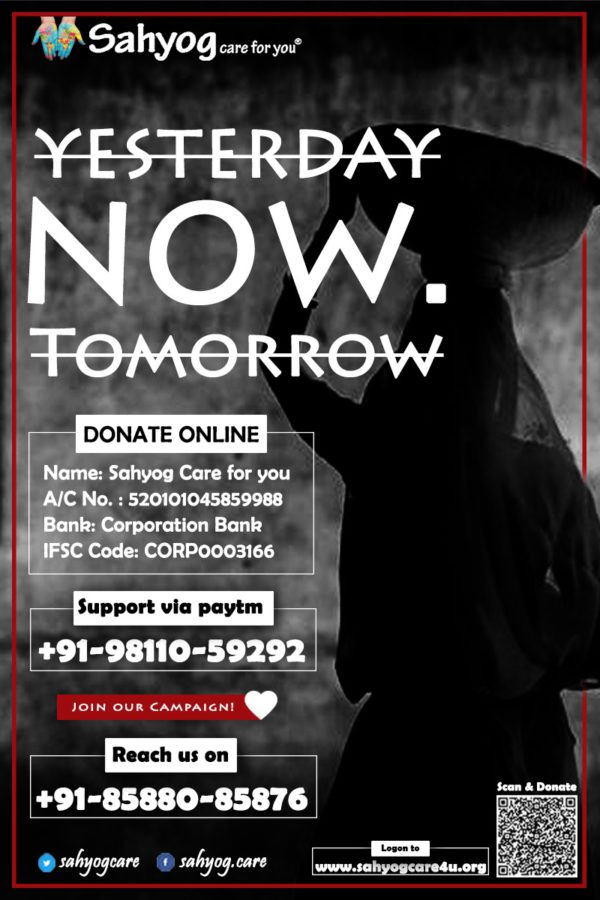 Sahyog care for you®
YESTERDAY
NOW.
TOMORROW
DONATE ONLINE
Name: Sahyog Care for you
A/C No. : 520101045859988
Bank: Corporation Bank
IFSC Code: CORP0003166
Support via paytm
+91-98110-59292
JOIN OUR CAMPAIGN!
Reach us on
+91-85880-85876
Scan & Donate
Logon to
www.sahyogcare4u.org
sahyogcare sahyog.care